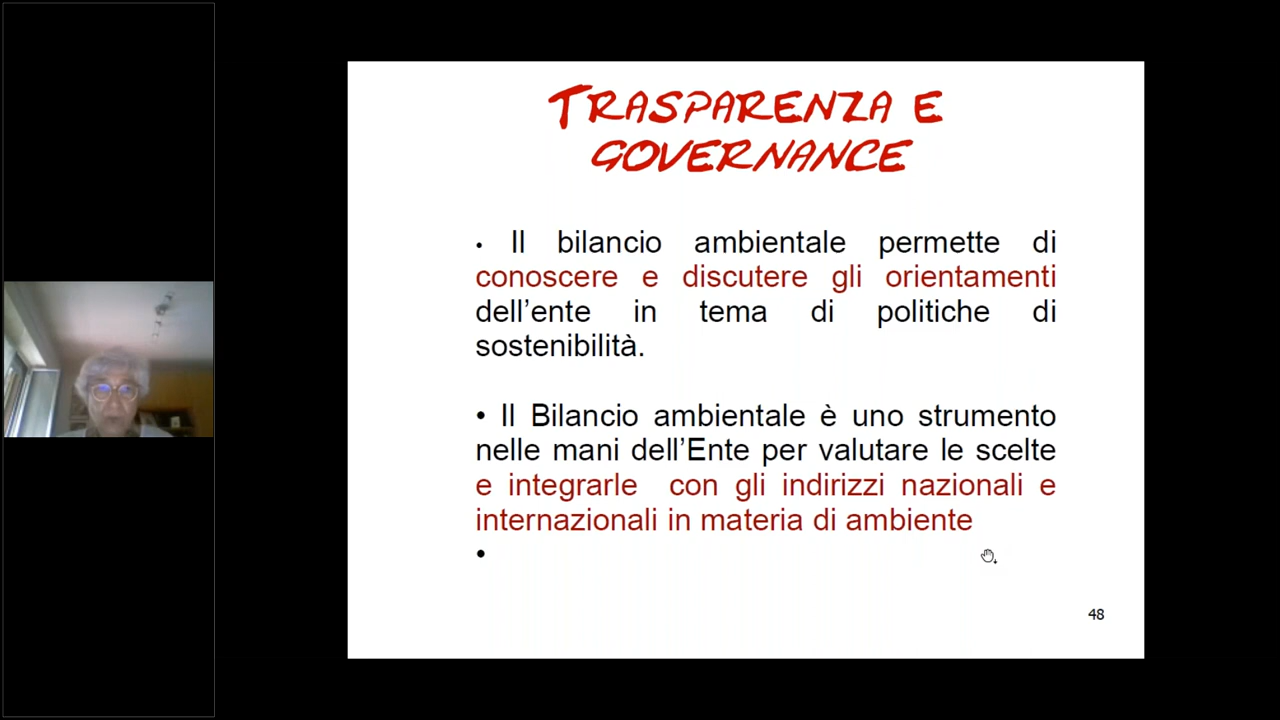 TRASPARENZA E
GOVERNANCE
• Il bilancio ambientale permette di
conoscere e discutere gli orientamenti
dell’ente in tema di politiche di
sostenibilità.
• Il Bilancio ambientale è uno strumento
nelle mani dell’Ente per valutare le scelte
e integrarle con gli indirizzi nazionali e
internazionali in materia di ambiente
•
48